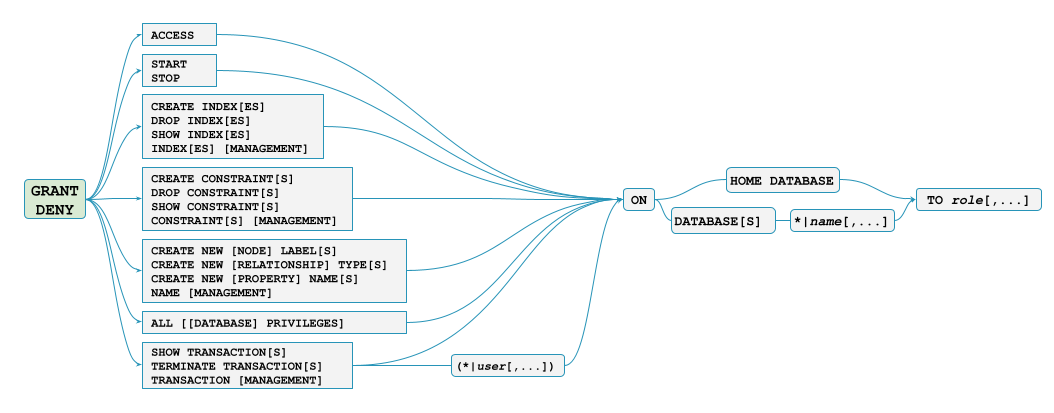 GRANT
DENY
ACCESS
START
STOP
CREATE INDEX[ES]
DROP INDEX[ES]
SHOW INDEX[ES]
INDEX[ES] [MANAGEMENT]
CREATE CONSTRAINT[S]
DROP CONSTRAINT[S]
SHOW CONSTRAINT[S]
CONSTRAINT[S] [MANAGEMENT]
CREATE NEW [NODE] LABEL[S]
CREATE NEW [RELATIONSHIP] TYPE[S]
CREATE NEW [PROPERTY] NAME[S]
NAME [MANAGEMENT]
ALL [[DATABASE] PRIVILEGES]
SHOW TRANSACTION[S]
TERMINATE TRANSACTION[S]
TRANSACTION [MANAGEMENT]
(*|user[,...])
ON
HOME DATABASE
DATABASE[S]
*|name[,...]
TO role[,...]